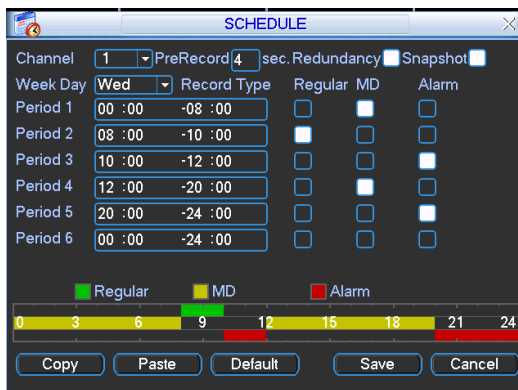 SCHEDULE
Channel 1 PreRecord 4 sec. Redundancy Snapshot
Week Day Wed Record Type Regular MD Alarm
Period 1 00 :00 -08 :00
Period 2 08 :00 -10 :00
Period 3 10 :00 -12 :00
Period 4 12 :00 -20 :00
Period 5 20 :00 -24 :00
Period 6 00 :00 -24 :00
Regular MD Alarm
0 3 6 9 12 15 18 21 24
Copy Paste Default Save Cancel